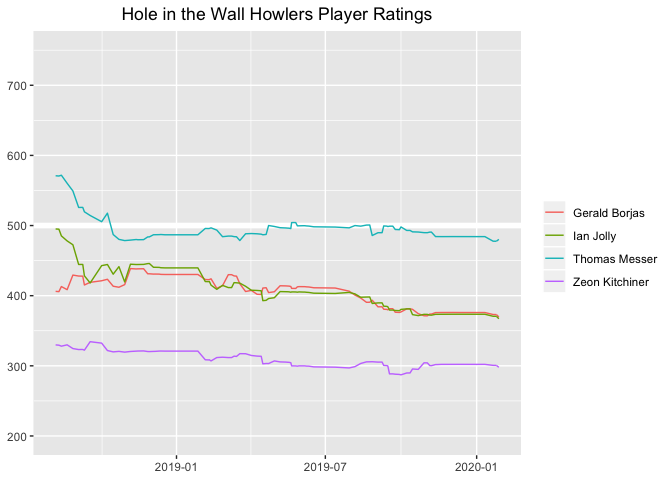 Hole in the Wall Howlers Player Ratings
700
600
500
400
300
200
2019-01
2019-07
2020-01
Gerald Borjas
Ian Jolly
Thomas Messer
Zeon Kitchiner